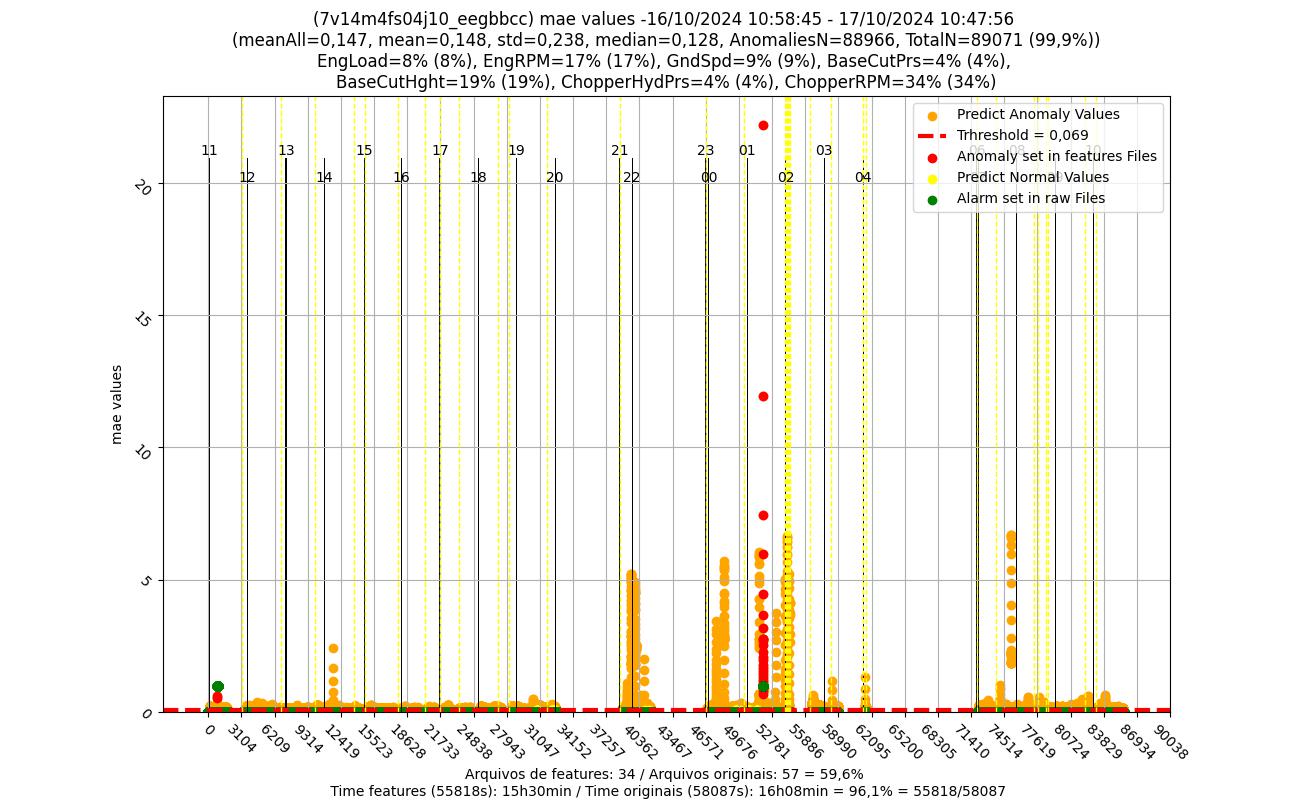 (7v14m4fs04j10_eegbbcc) mae values -16/10/2024 10:58:45 - 17/10/2024 10:47:56
(meanAll=0,147, mean=0,148, std=0,238, median=0,128, AnomaliesN=88966, TotalN=89071 (99,9%))
EngLoad=8% (8%), EngRPM=17% (17%), GndSpd=9% (9%), BaseCutPrs=4% (4%),
BaseCutHght=19% (19%), ChopperHydPrs=4% (4%), ChopperRPM=34% (34%)
Predict Anomaly Values
Trhreshold = 0,069
Anomaly set in features Files
Predict Normal Values
Alarm set in raw Files
11 13 15 17 19 21 23 01 03 06 08 10
12 14 16 18 20 22 00 02 04
20
15
10
5
0
mae values
0 3104 6209 9314 12419 15523 18628 21733 24838 27943 31047 34152 37257 40362 43467 46571 49676 52781 55886 58990 62095 65200 68305 71410 74514 77619 80724 83829 86934 90038
Arquivos de features: 34 / Arquivos originais: 57 = 59,6%
Time features (55818s): 15h30min / Time originais (58087s): 16h08min = 96,1% = 55818/58087